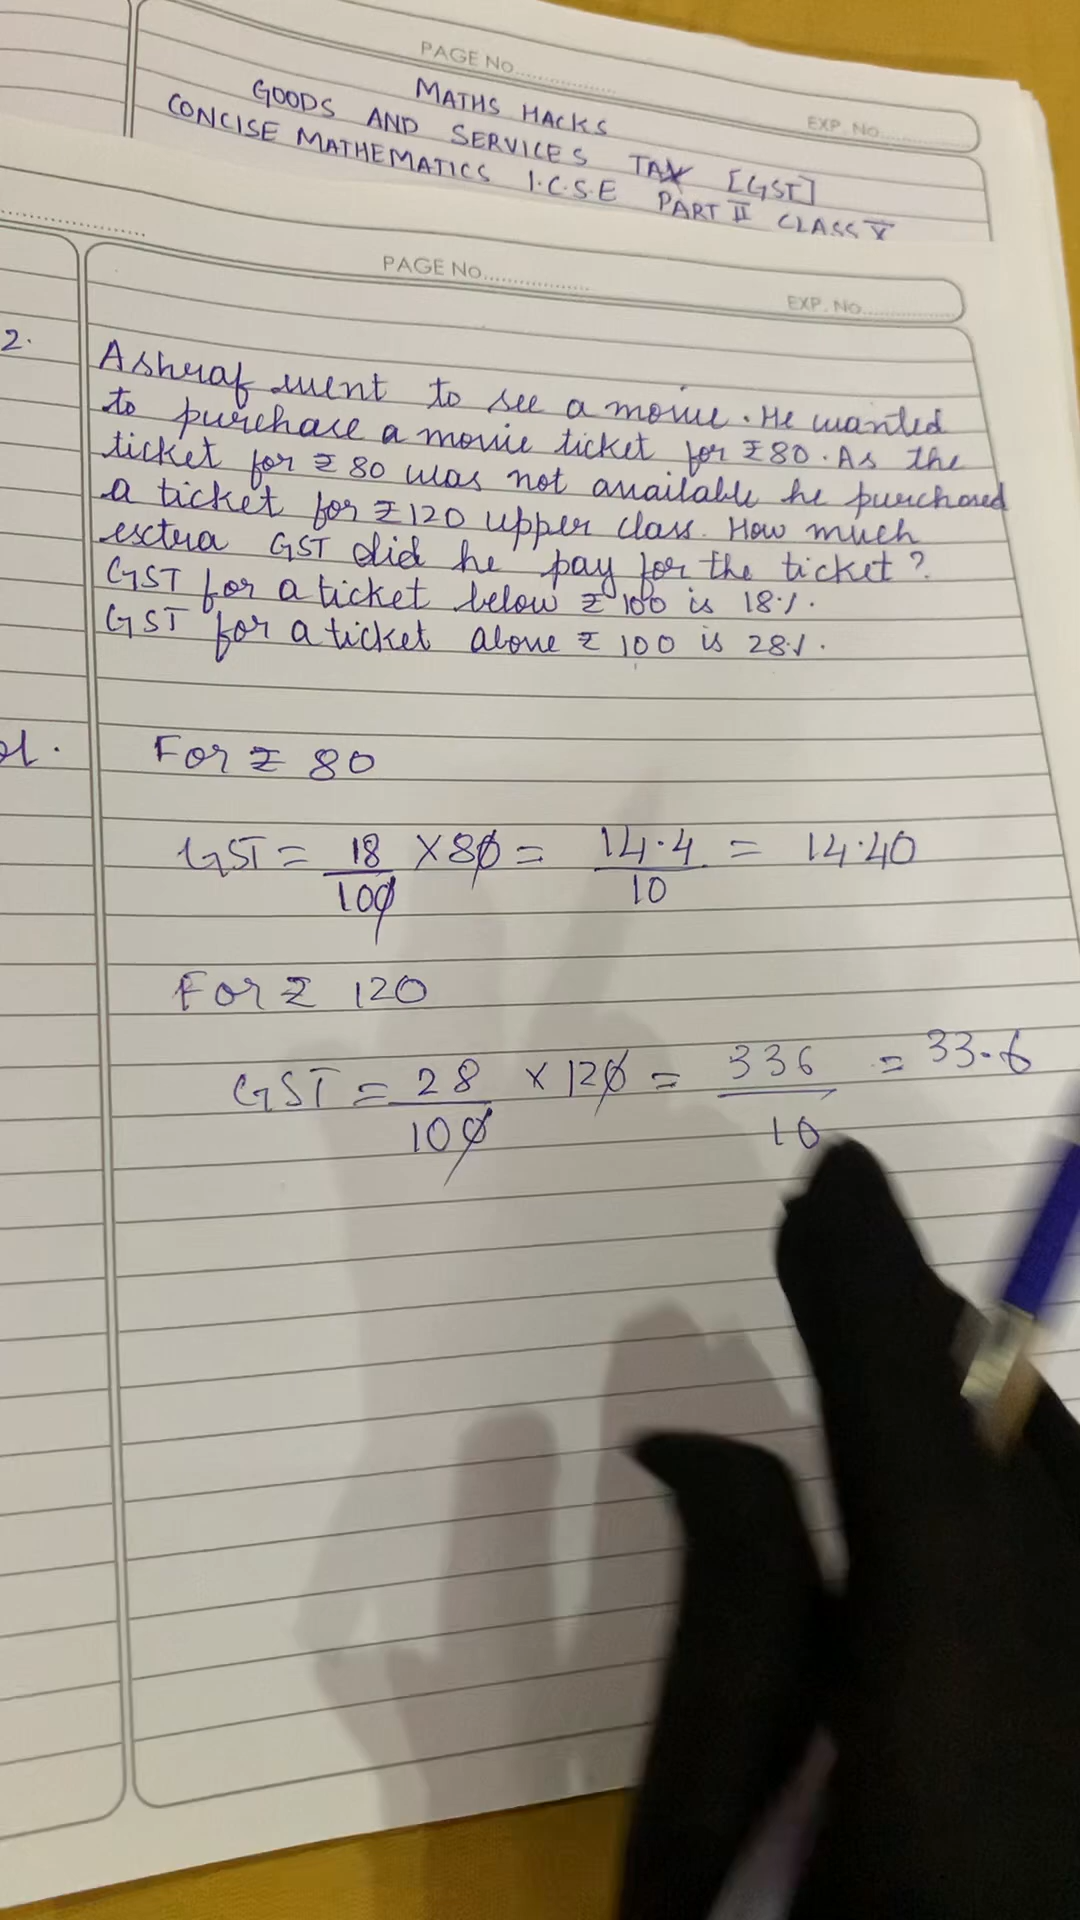 PAGE No.
MATHS HACKS
EXP. No.
GOODS AND SERVICES TAX [GST]
CONCISE MATHEMATICS I.C.S.E PART II CLASS X
PAGE No.
EXP. No.
2.
Ashraf went to see a movie. He wanted
to purchase a movie ticket for ₹80. As the
ticket for ₹80 was not available he purchased
a ticket for ₹120 upper class. How much
extra GST did he pay for the ticket?
GST for a ticket below ₹100 is 18%.
GST for a ticket above ₹100 is 28%.
ol. For ₹ 80
GST = 18/100 × 80 = 14.4/10 = 14.40
For ₹ 120
GST = 28/100 × 120 = 336/10 = 33.6